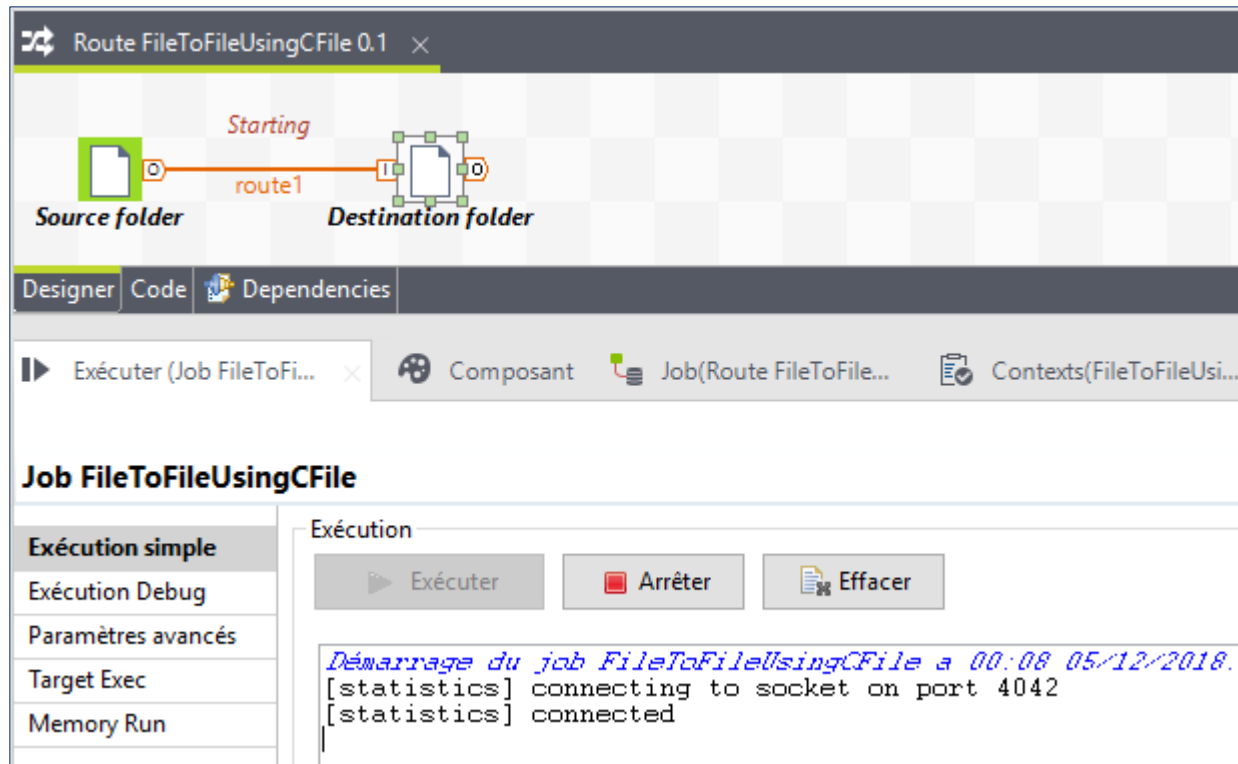 Route FileToFileUsingCFile 0.1
Starting
O I O
route1
Source folder Destination folder
Designer Code Dependencies
Exécuter (Job FileToFi... Composant Job(Route FileToFile... Contexts(FileToFileUsi...
Job FileToFileUsingCFile
Exécution
Exécution simple
Exécuter Arrêter Effacer
Exécution Debug
Paramètres avancés
Démarrage du job FileToFileUsingCFile a 00:08 05/12/2018.
Target Exec
[statistics] connecting to socket on port 4042
[statistics] connected
Memory Run